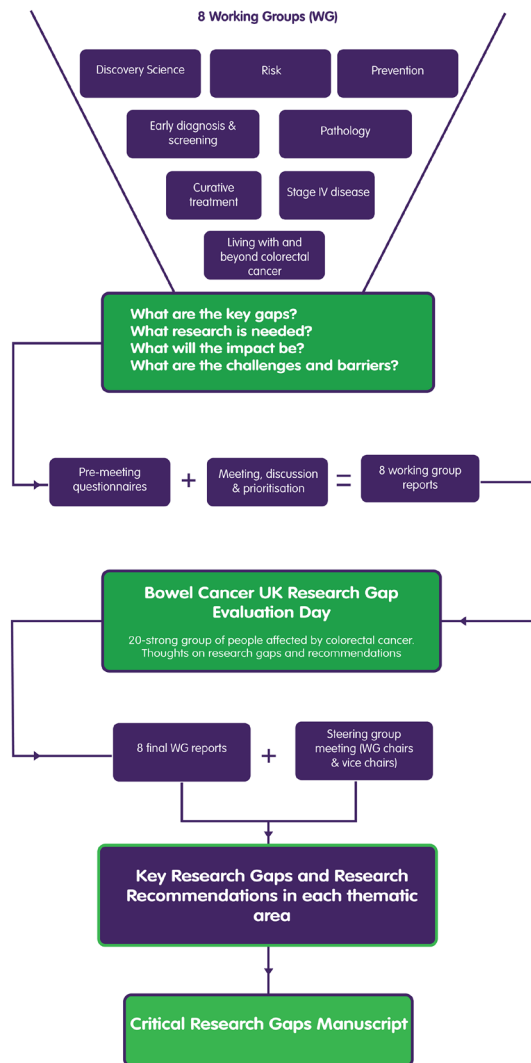 8 Working Groups (WG)
Discovery Science
Risk
Prevention
Early diagnosis &
screening
Pathology
Curative
treatment
Stage IV disease
Living with and
beyond colorectal
cancer
What are the key gaps?
What research is needed?
What will the impact be?
What are the challenges and barriers?
Pre-meeting
questionnaires
+
Meeting, discussion
& prioritisation
=
8 working group
reports
Bowel Cancer UK Research Gap
Evaluation Day
20-strong group of people affected by colorectal cancer.
Thoughts on research gaps and recommendations
8 final WG reports
+
Steering group
meeting (WG chairs
& vice chairs)
Key Research Gaps and Research
Recommendations in each thematic
area
Critical Research Gaps Manuscript